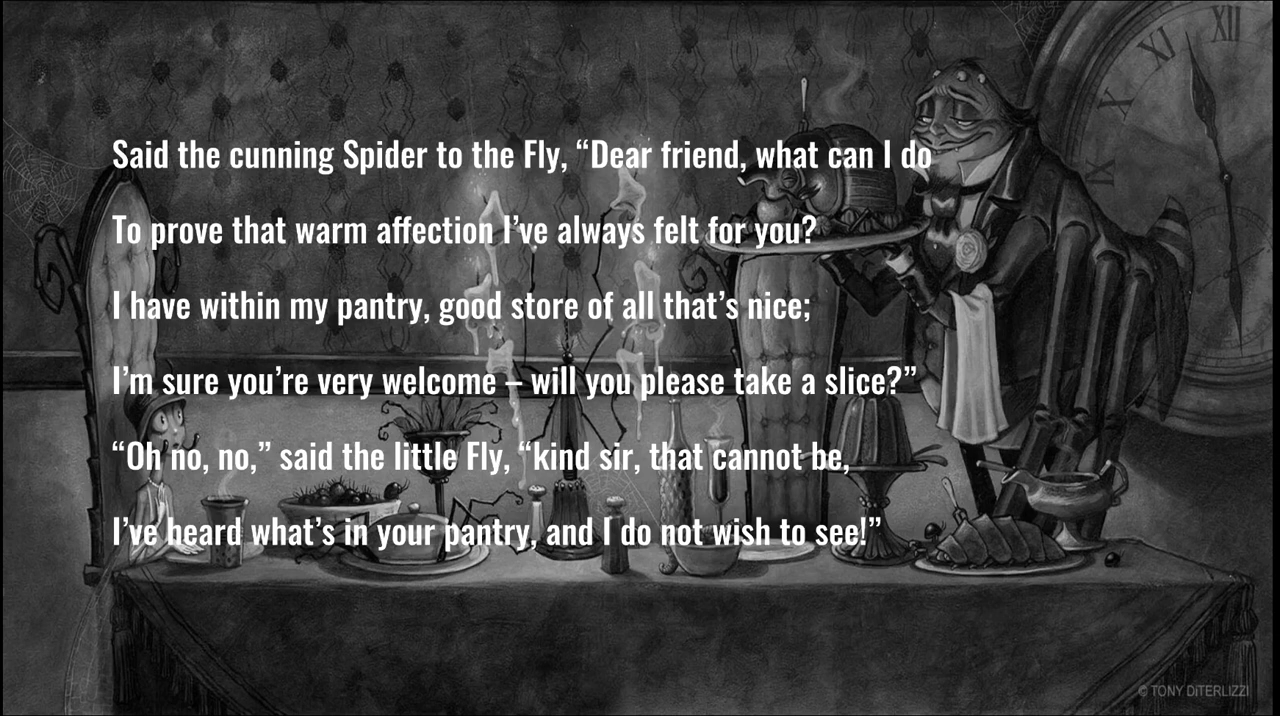 Said the cunning Spider to the Fly, “Dear friend, what can I do
To prove that warm affection I’ve always felt for you?
I have within my pantry, good store of all that’s nice;
I’m sure you’re very welcome – will you please take a slice?”
“Oh no, no,” said the little Fly, “kind sir, that cannot be,
I’ve heard what’s in your pantry, and I do not wish to see!”
XII
XI
X
IX
© TONY DiTERLIZZI